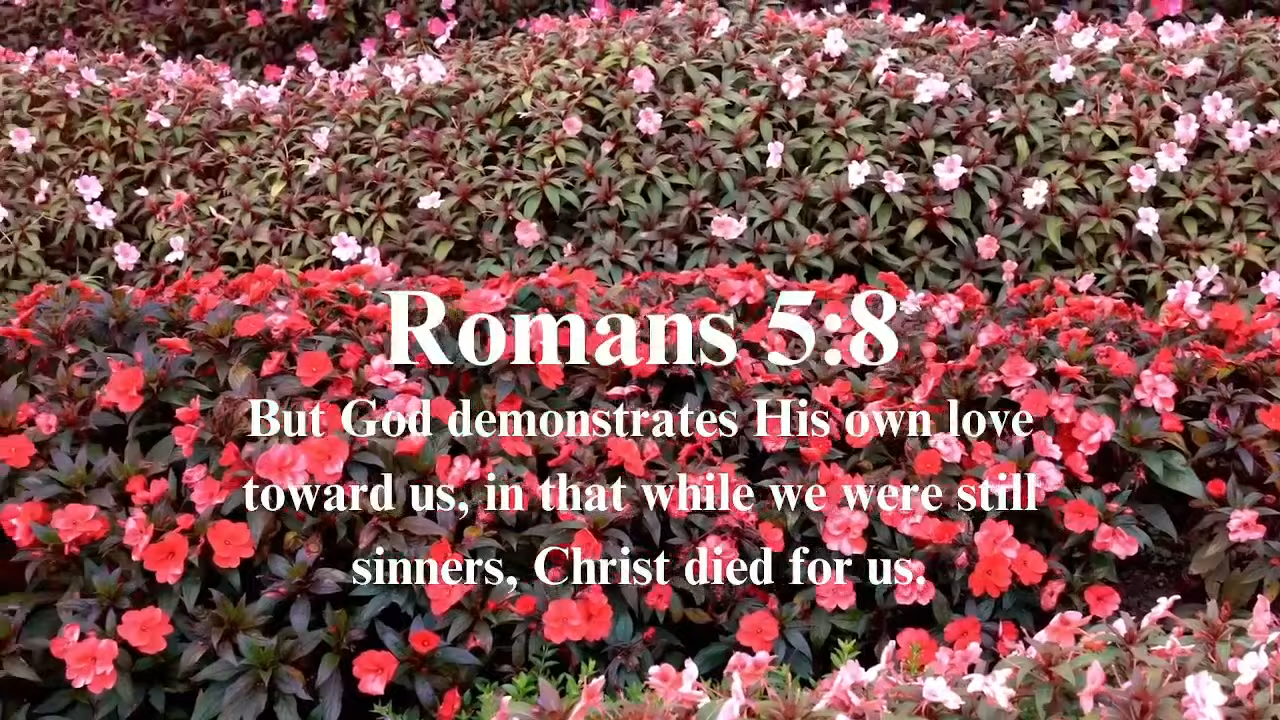 Romans 5:8
But God demonstrates His own love
toward us, in that while we were still
sinners, Christ died for us.